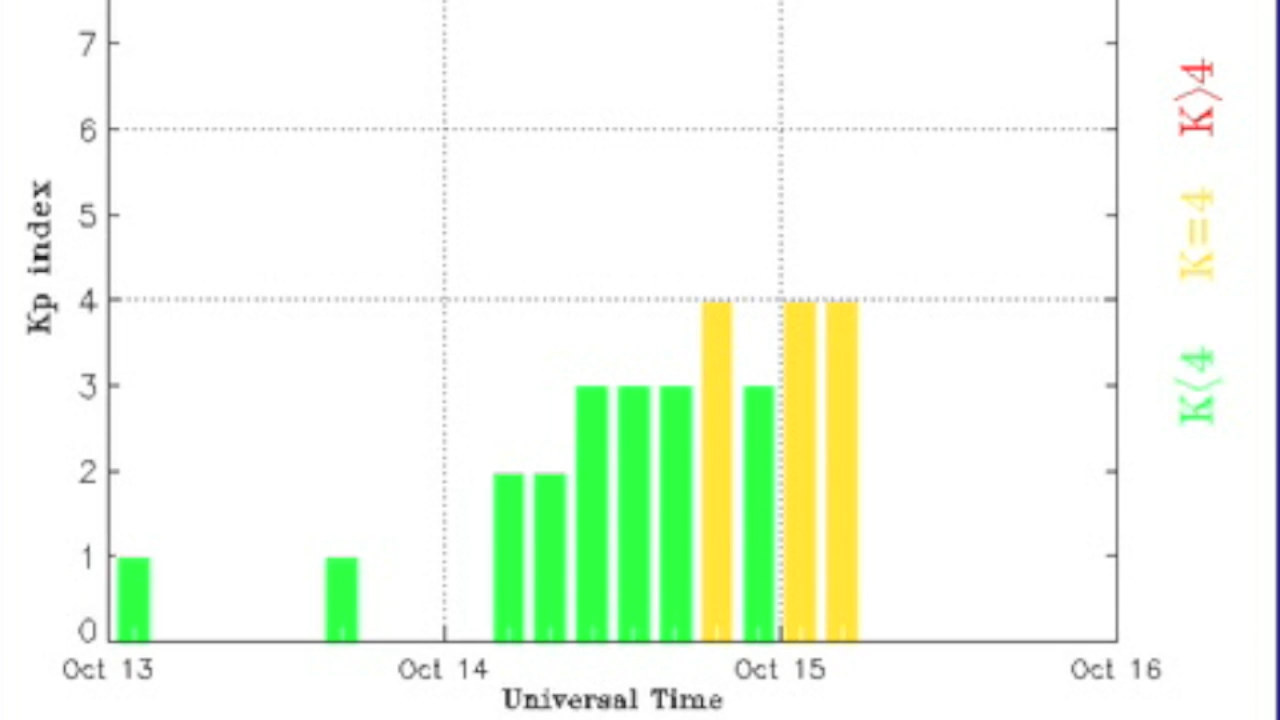 7
6
5
4
3
2
1
0
Kp index
Oct 13
Oct 14
Oct 15
Oct 16
Universal Time
K>4
K=4
K<4